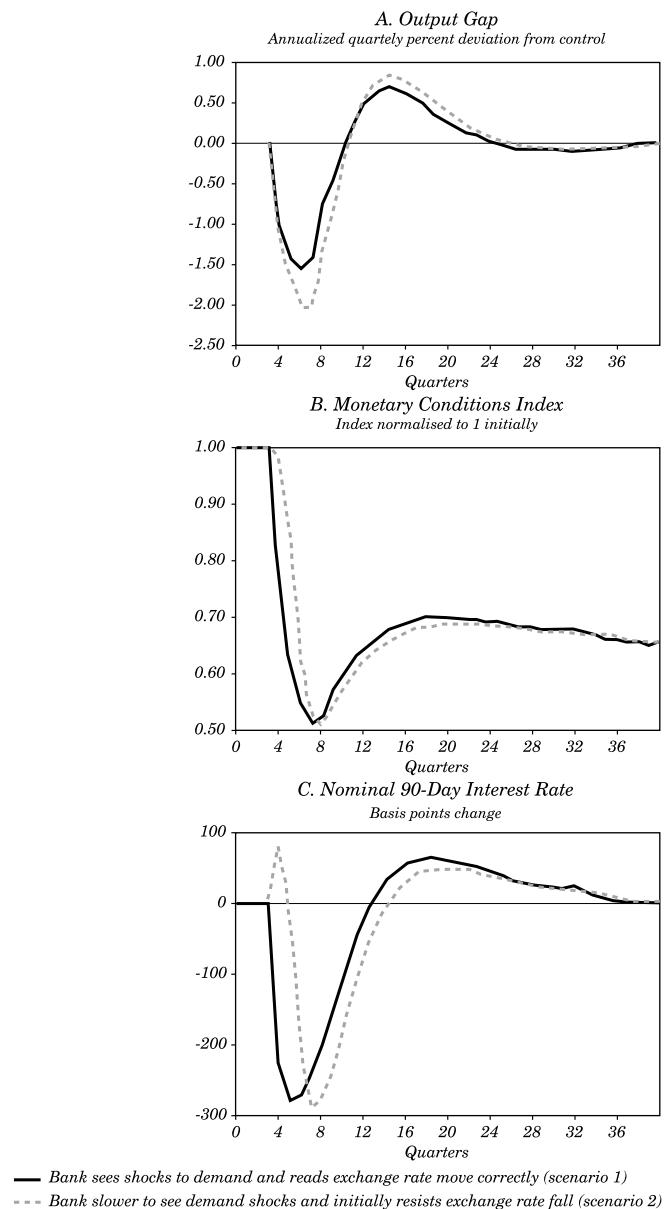 A. Output Gap
Annualized quartely percent deviation from control
1.00
0.50
0.00
-0.50
-1.00
-1.50
-2.00
-2.50
0 4 8 12 16 20 24 28 32 36
Quarters
B. Monetary Conditions Index
Index normalised to 1 initially
1.00
0.90
0.80
0.70
0.60
0.50
0 4 8 12 16 20 24 28 32 36
Quarters
C. Nominal 90-Day Interest Rate
Basis points change
100
0
-100
-200
-300
0 4 8 12 16 20 24 28 32 36
Quarters
Bank sees shocks to demand and reads exchange rate move correctly (scenario 1)
Bank slower to see demand shocks and initially resists exchange rate fall (scenario 2)